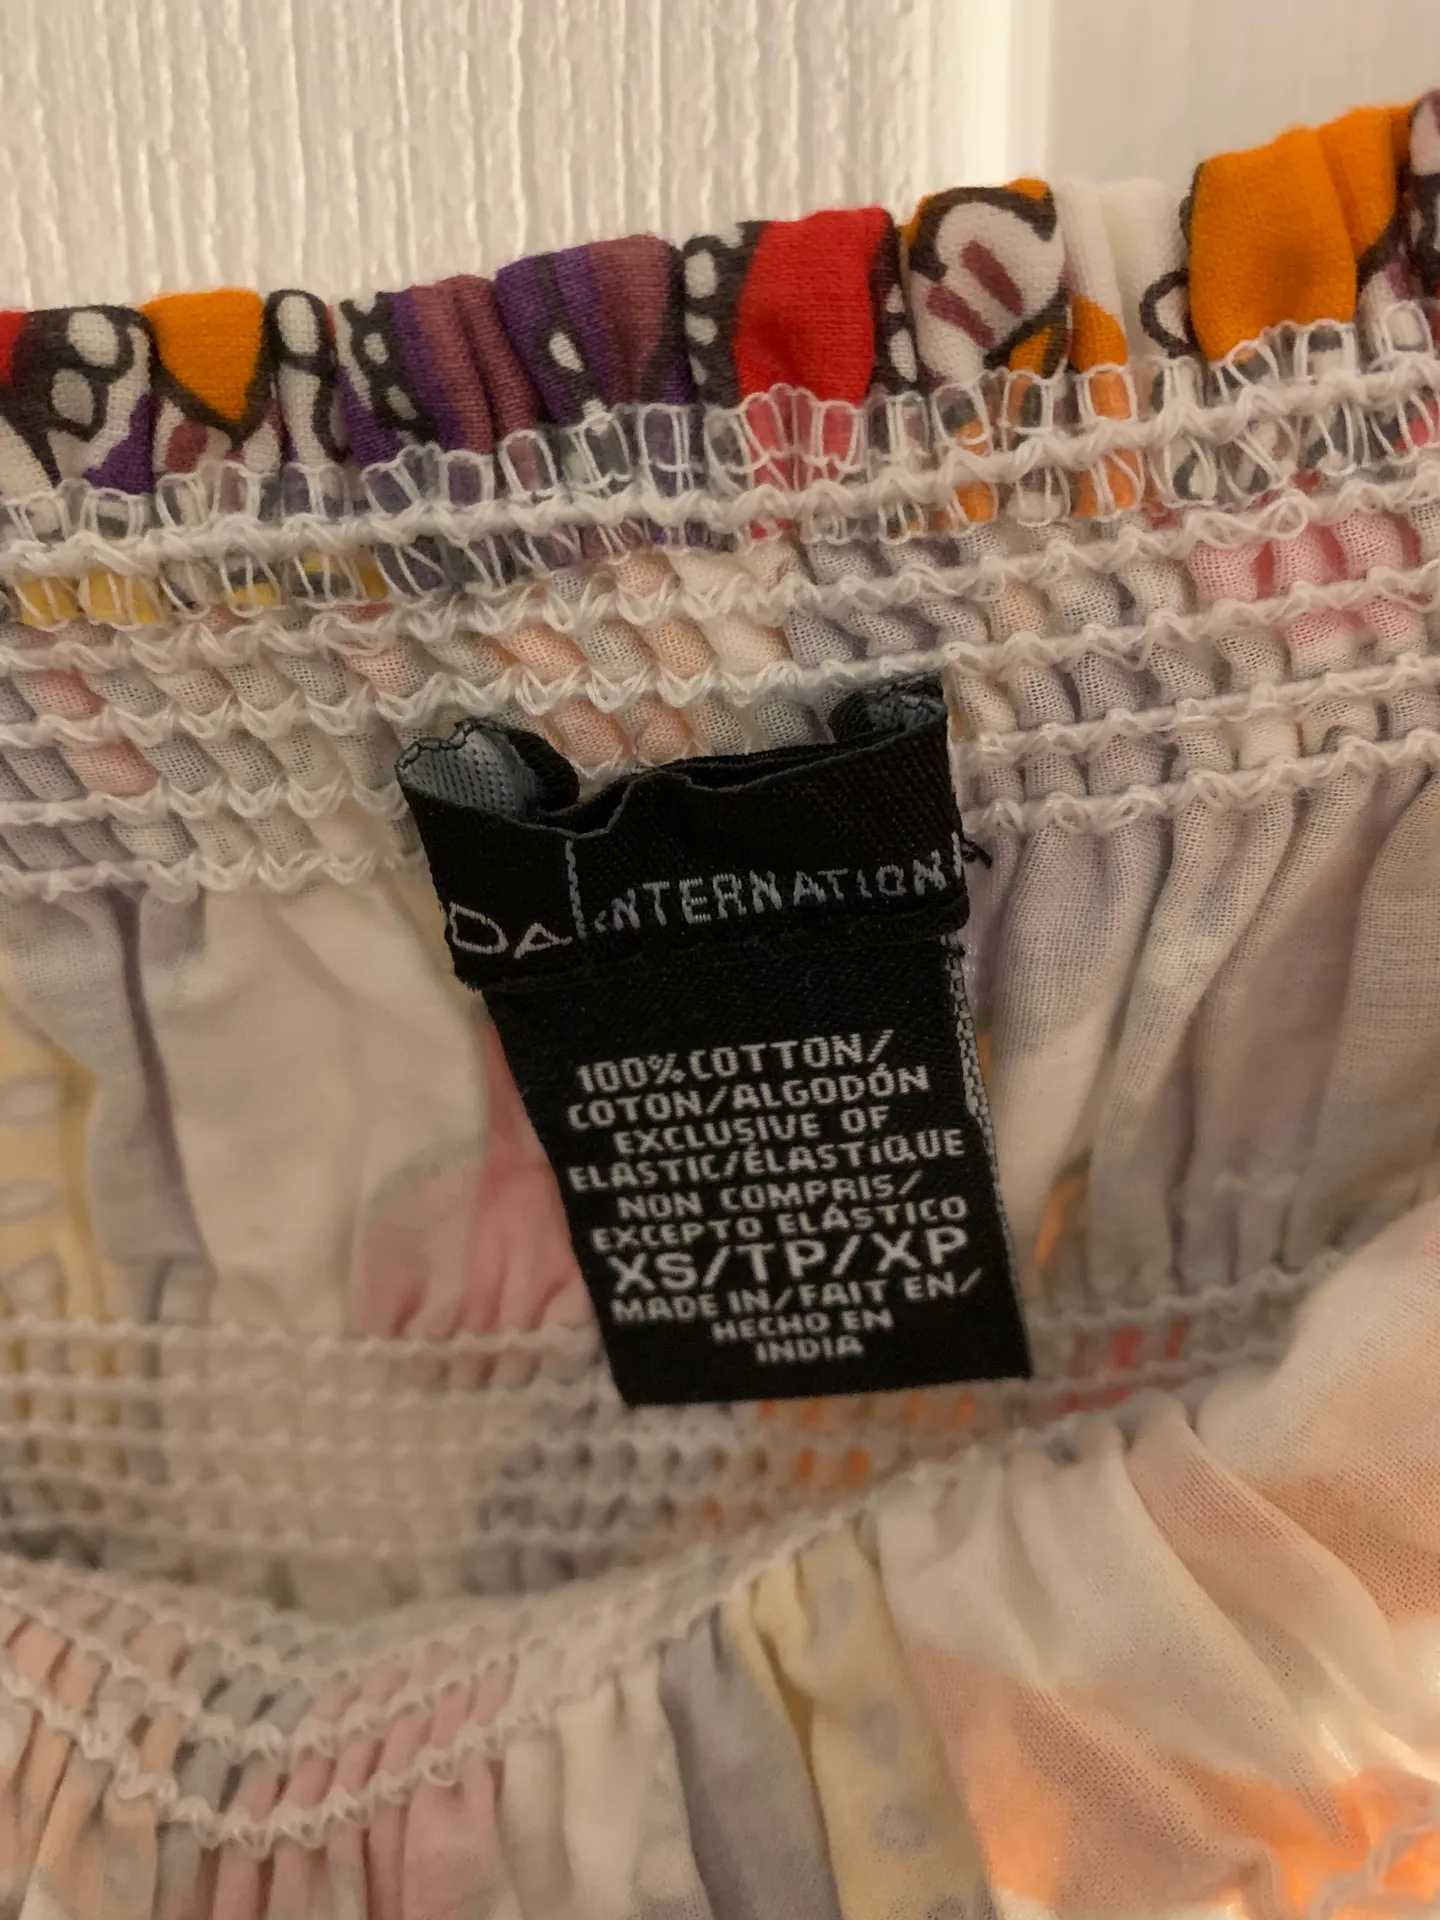 DA INTERNATION
100% COTTON/
COTON/ALGODÓN
EXCLUSIVE OF
ELASTIC/ÉLASTIQUE
NON COMPRIS/
EXCEPTO ELÁSTICO
XS/TP/XP
MADE IN/FAIT EN/
HECHO EN
INDIA